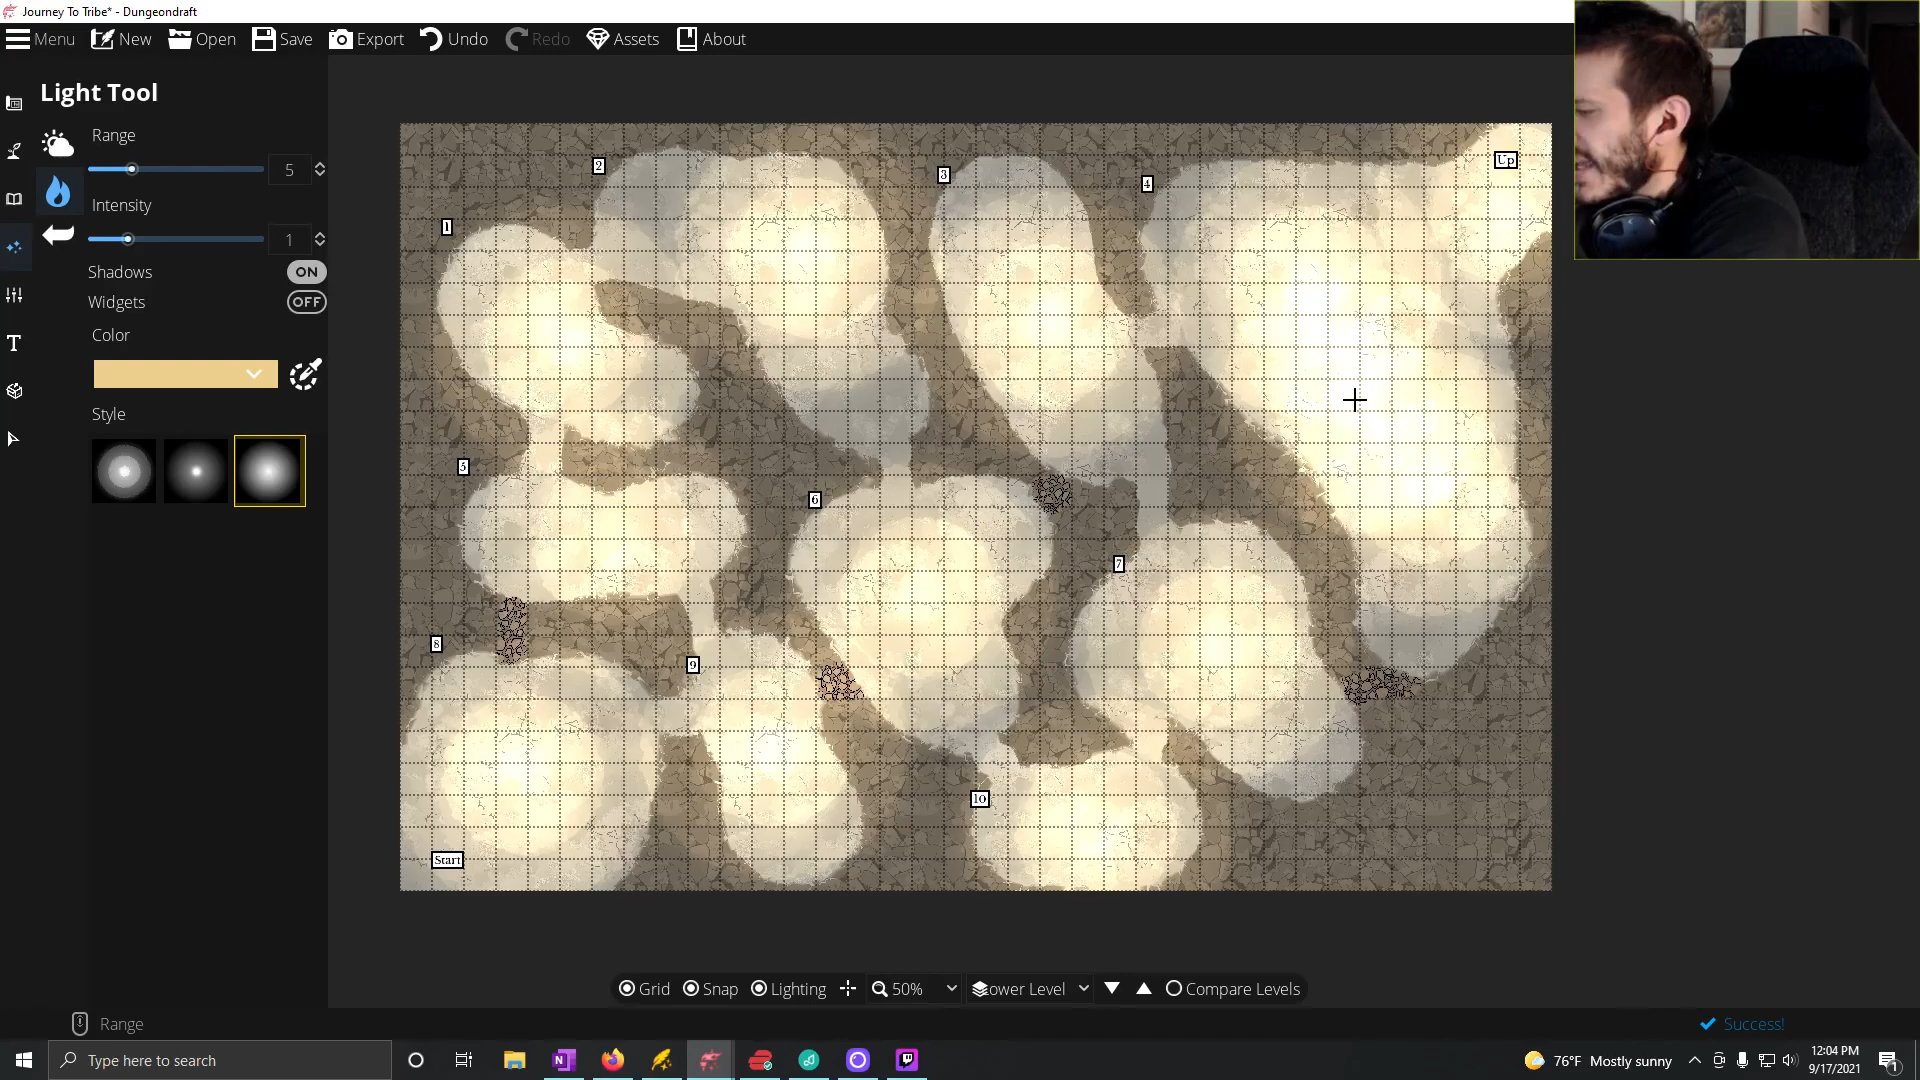 Journey To Tribe* - Dungeondraft
Menu New Open Save Export Undo Redo Assets About
Light Tool
Range
5
Intensity
1
Shadows ON
Widgets OFF
Color
Style
1
2
3
4
Up
5
6
7
8
9
10
Start
Grid Snap Lighting 50% Lower Level Compare Levels
Range
Success!
Type here to search
N
76°F Mostly sunny
12:04 PM
9/17/2021
1